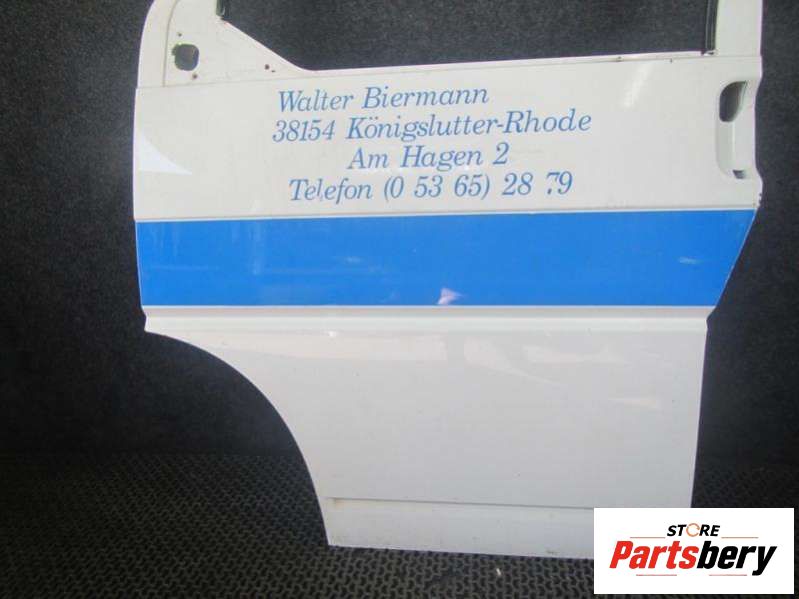 Walter Biermann
38154 Königslutter-Rhode
Am Hagen 2
Telefon (0 53 65) 28 79
STORE
Partsbery